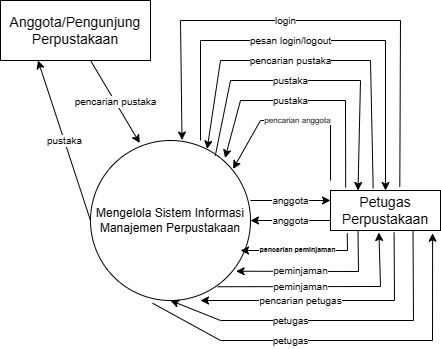 Anggota/Pengunjung
Perpustakaan
login
pesan login/logout
pencarian pustaka
pustaka
pustaka
pencarian anggota
pencarian pustaka
pustaka
Mengelola Sistem Informasi
Manajemen Perpustakaan
anggota
anggota
Petugas
Perpustakaan
pencarian peminjaman
peminjaman
peminjaman
pencarian petugas
petugas
petugas